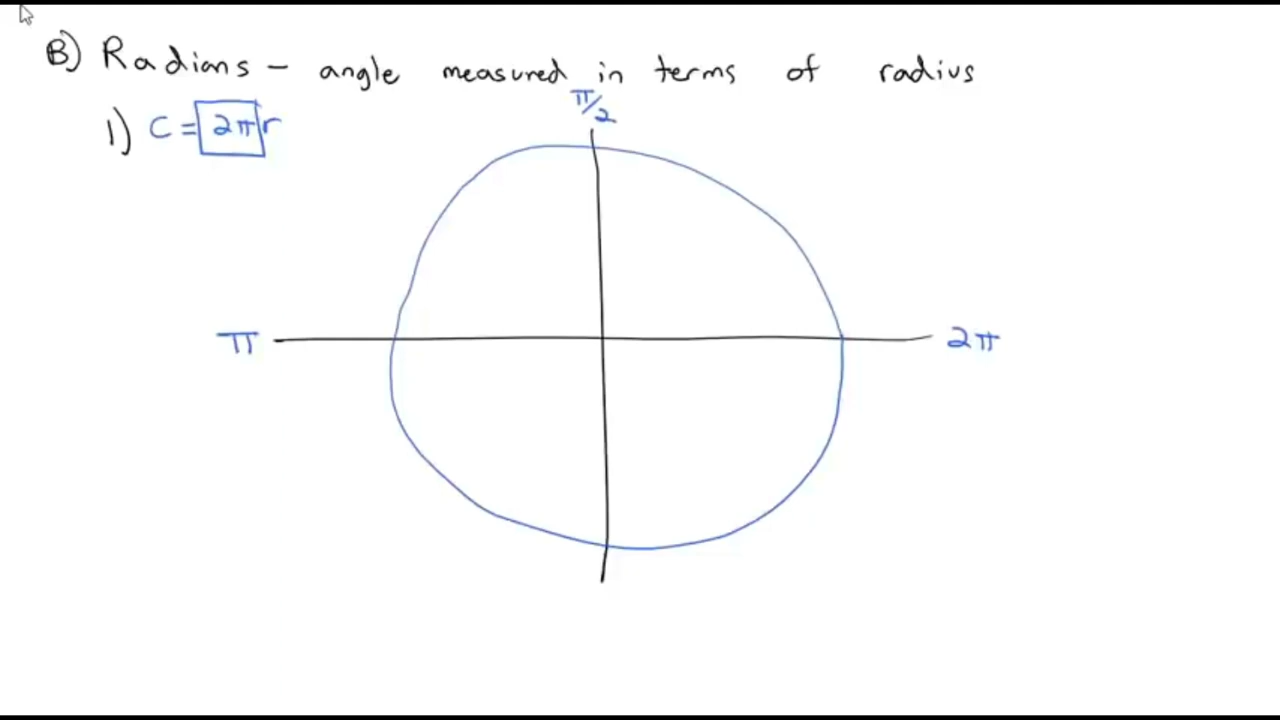 B) Radians – angle measured in terms of radius
1) C = 2πr
π/2
π
2π